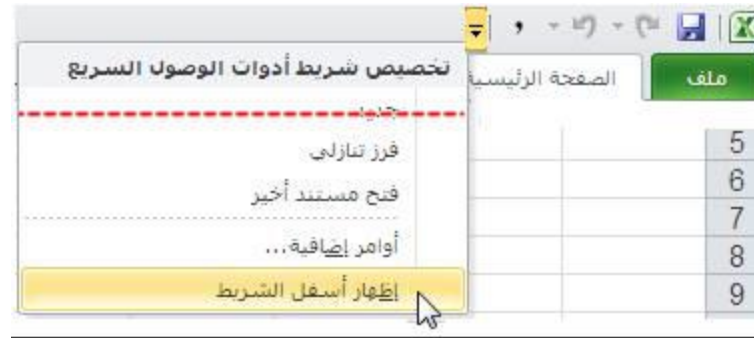 تخصيص شريط أدوات الوصول السريع
ملف
الصفحة الرئيسية
جديد
فرز تنازلي
فتح مستند أخير
أوامر إضافية...
إظهار أسفل الشريط
5
6
7
8
9